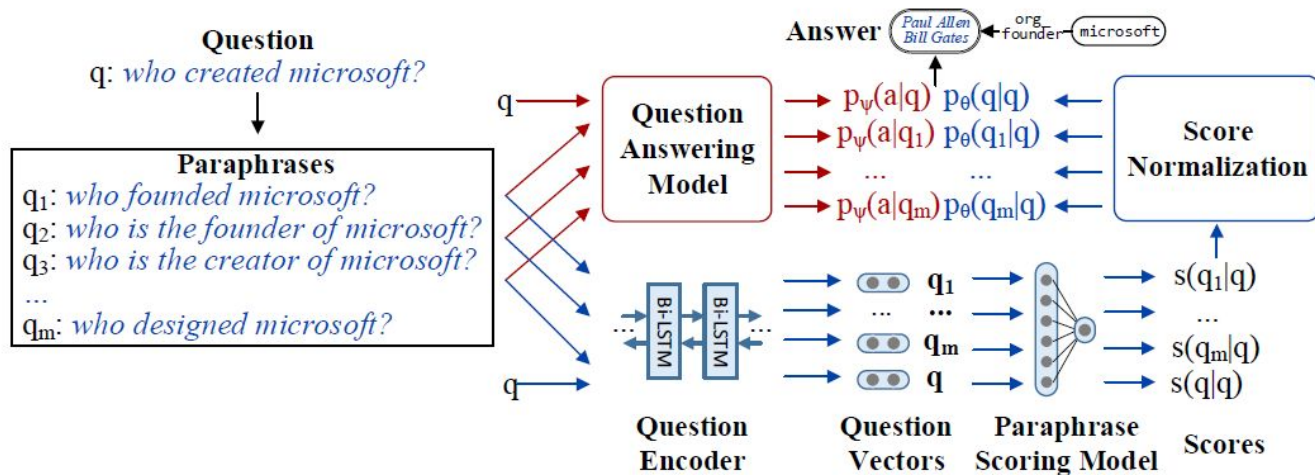 Question
q: who created microsoft?
Paraphrases
q1: who founded microsoft?
q2: who is the founder of microsoft?
q3: who is the creator of microsoft?
...
qm: who designed microsoft?
q
q
Question
Answering
Model
Answer
Paul Allen
Bill Gates
org
founder
microsoft
pψ(a|q) pθ(q|q)
pψ(a|q1) pθ(q1|q)
... ...
pψ(a|qm) pθ(qm|q)
Score
Normalization
... Bi-LSTM Bi-LSTM ...
q1
... ...
qm
q
s(q1|q)
...
s(qm|q)
s(q|q)
Question
Encoder
Question
Vectors
Paraphrase
Scoring Model
Scores